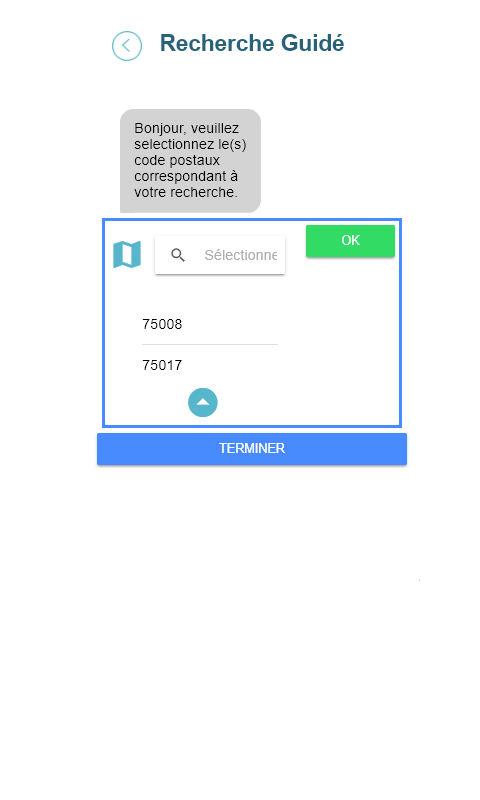 Recherche Guidé
Bonjour, veuillez
selectionnez le(s)
code postaux
correspondant à
votre recherche.
Sélectionne
OK
75008
75017
TERMINER